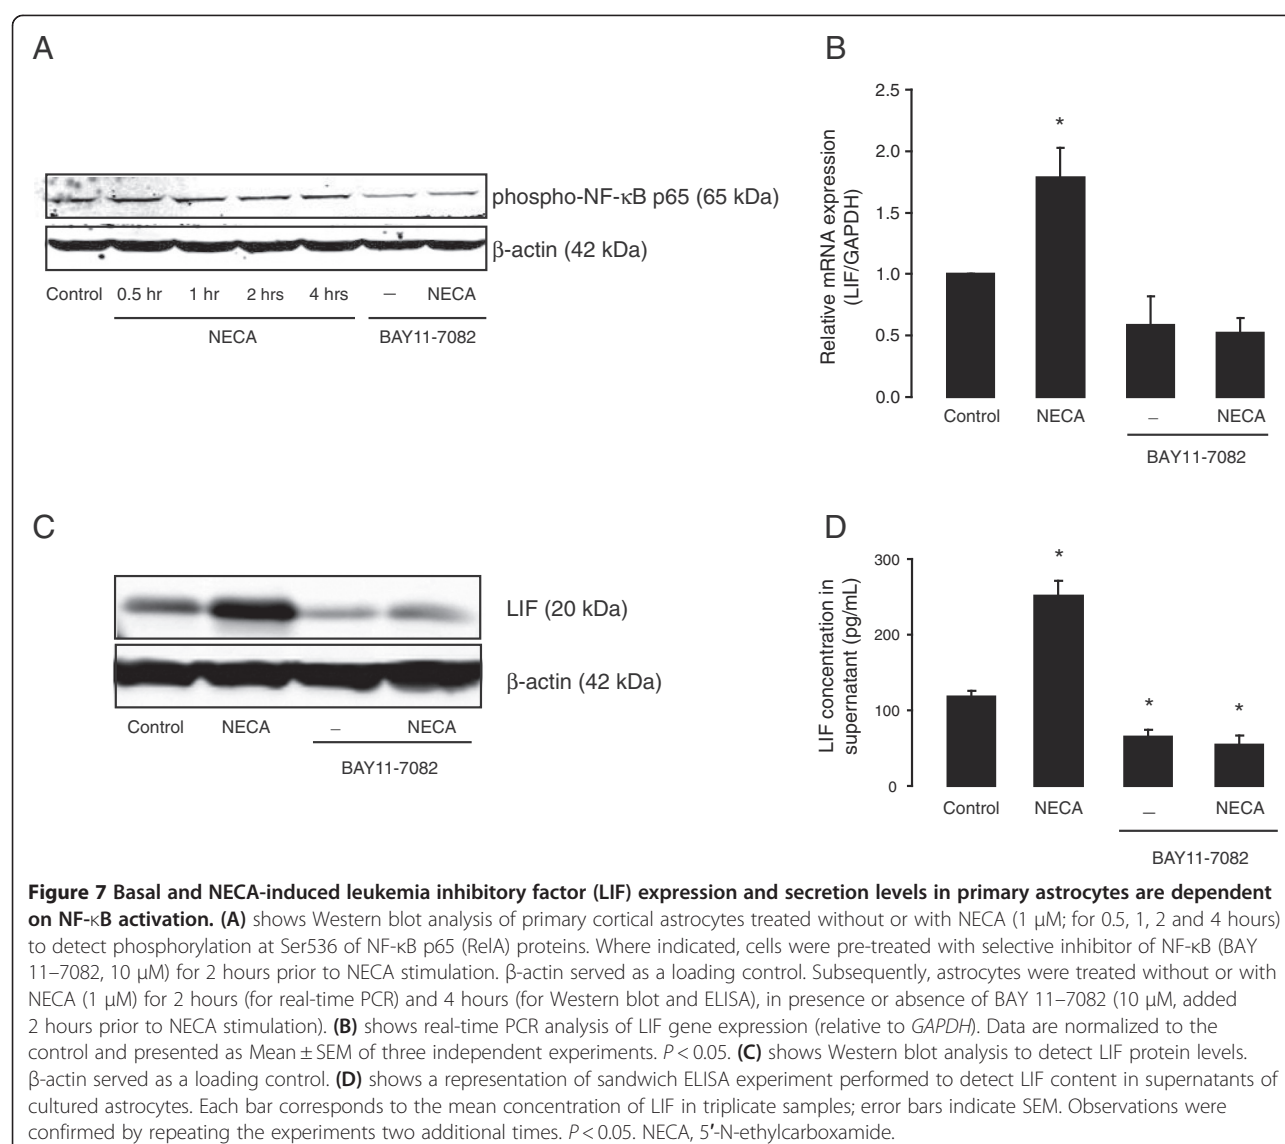 A
phospho-NF-κB p65 (65 kDa)
β-actin (42 kDa)
Control 0.5 hr 1 hr 2 hrs 4 hrs – NECA
NECA BAY11-7082
B
Relative mRNA expression
(LIF/GAPDH)
2.5
2.0
1.5
1.0
0.5
0.0
*
Control NECA – NECA
BAY11-7082
C
LIF (20 kDa)
β-actin (42 kDa)
Control NECA – NECA
BAY11-7082
D
LIF concentration in
supernatant (pg/mL)
300
200
100
0
*
* *
Control NECA – NECA
BAY11-7082
Figure 7 Basal and NECA-induced leukemia inhibitory factor (LIF) expression and secretion levels in primary astrocytes are dependent
on NF-κB activation. (A) shows Western blot analysis of primary cortical astrocytes treated without or with NECA (1 μM; for 0.5, 1, 2 and 4 hours)
to detect phosphorylation at Ser536 of NF-κB p65 (RelA) proteins. Where indicated, cells were pre-treated with selective inhibitor of NF-κB (BAY
11–7082, 10 μM) for 2 hours prior to NECA stimulation. β-actin served as a loading control. Subsequently, astrocytes were treated without or with
NECA (1 μM) for 2 hours (for real-time PCR) and 4 hours (for Western blot and ELISA), in presence or absence of BAY 11–7082 (10 μM, added
2 hours prior to NECA stimulation). (B) shows real-time PCR analysis of LIF gene expression (relative to GAPDH). Data are normalized to the
control and presented as Mean ± SEM of three independent experiments. P < 0.05. (C) shows Western blot analysis to detect LIF protein levels.
β-actin served as a loading control. (D) shows a representation of sandwich ELISA experiment performed to detect LIF content in supernatants of
cultured astrocytes. Each bar corresponds to the mean concentration of LIF in triplicate samples; error bars indicate SEM. Observations were
confirmed by repeating the experiments two additional times. P < 0.05. NECA, 5′-N-ethylcarboxamide.